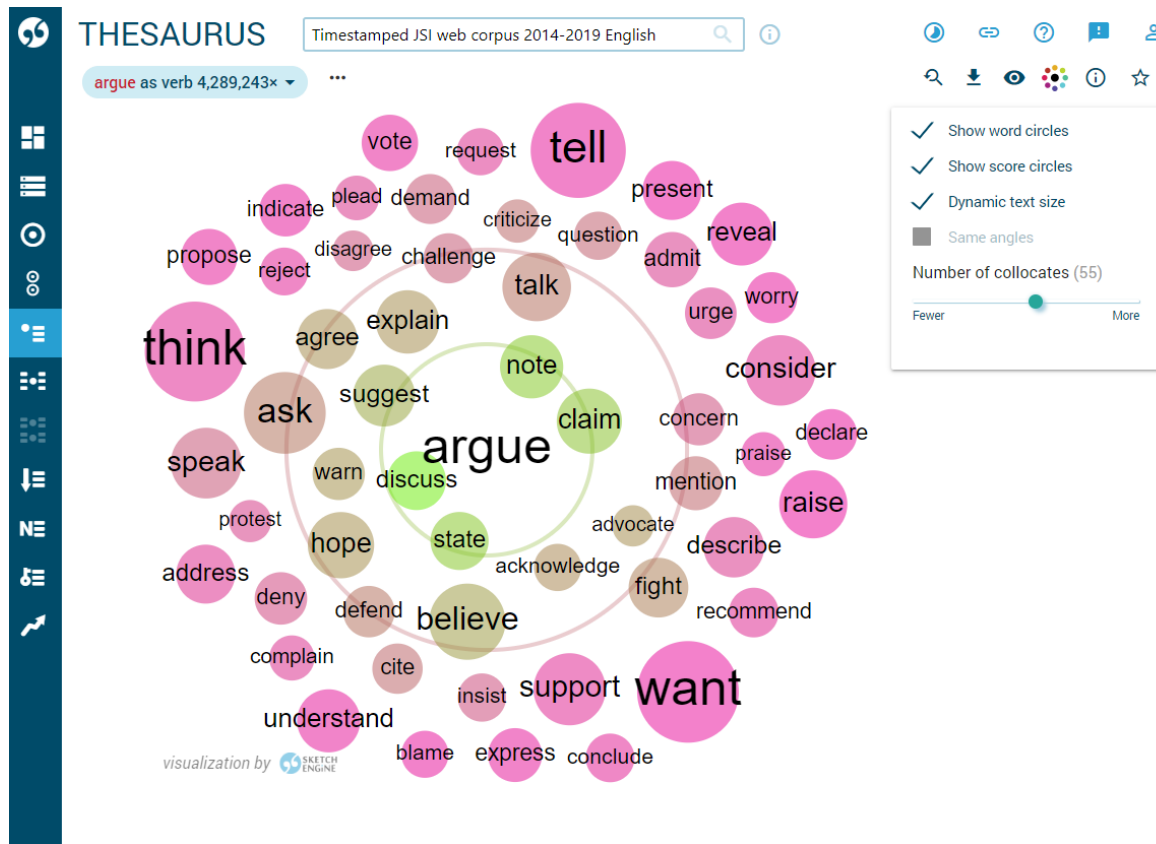 THESAURUS
Timestamped JSI web corpus 2014-2019 English
argue as verb 4,289,243×
Show word circles
Show score circles
Dynamic text size
Same angles
Number of collocates (55)
Fewer
More
vote
request
tell
present
indicate
plead
demand
criticize
question
reveal
propose
reject
disagree
challenge
talk
admit
urge
worry
think
agree
explain
note
consider
ask
suggest
claim
concern
declare
argue
praise
speak
warn
discuss
mention
raise
protest
hope
state
advocate
describe
address
acknowledge
fight
deny
defend
believe
recommend
complain
cite
insist
support
want
understand
blame
express
conclude
visualization by
SKETCH
ENGINE
NΞ